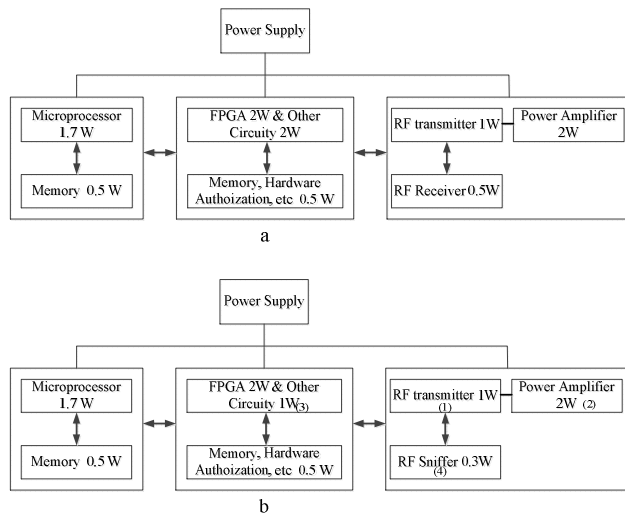 Power Supply
Microprocessor
1.7 W
Memory 0.5 W
FPGA 2W & Other
Circuity 2W
Memory, Hardware
Authoization, etc 0.5 W
RF transmitter 1W
Power Amplifier
2W
RF Receiver 0.5W
a
Power Supply
Microprocessor
1.7 W
Memory 0.5 W
FPGA 2W & Other
Circuity 1W(3)
Memory, Hardware
Authoization, etc 0.5 W
RF transmitter 1W
(1)
Power Amplifier
2W (2)
RF Sniffer 0.3W
(4)
b